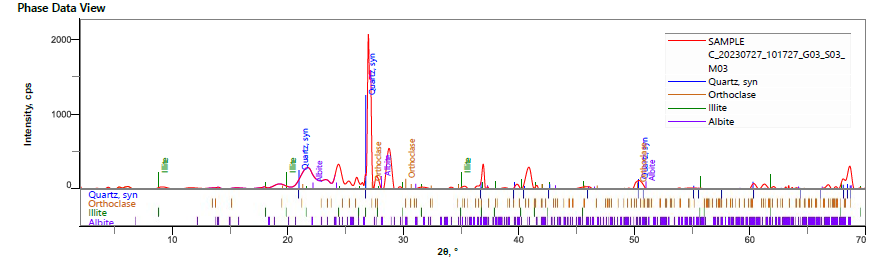 Phase Data View
Intensity, cps
2000
1000
0
SAMPLE
C_20230727_101727_G03_S03_
M03
Quartz, syn
Orthoclase
Illite
Albite
Illite
Illite
Quartz, syn
Albite
Quartz, syn
Orthoclase
Albite
Orthoclase
Illite
Quartz, syn
Orthoclase
Albite
Quartz, syn
Orthoclase
Illite
Albite
10
20
30
40
50
60
70
2θ, °